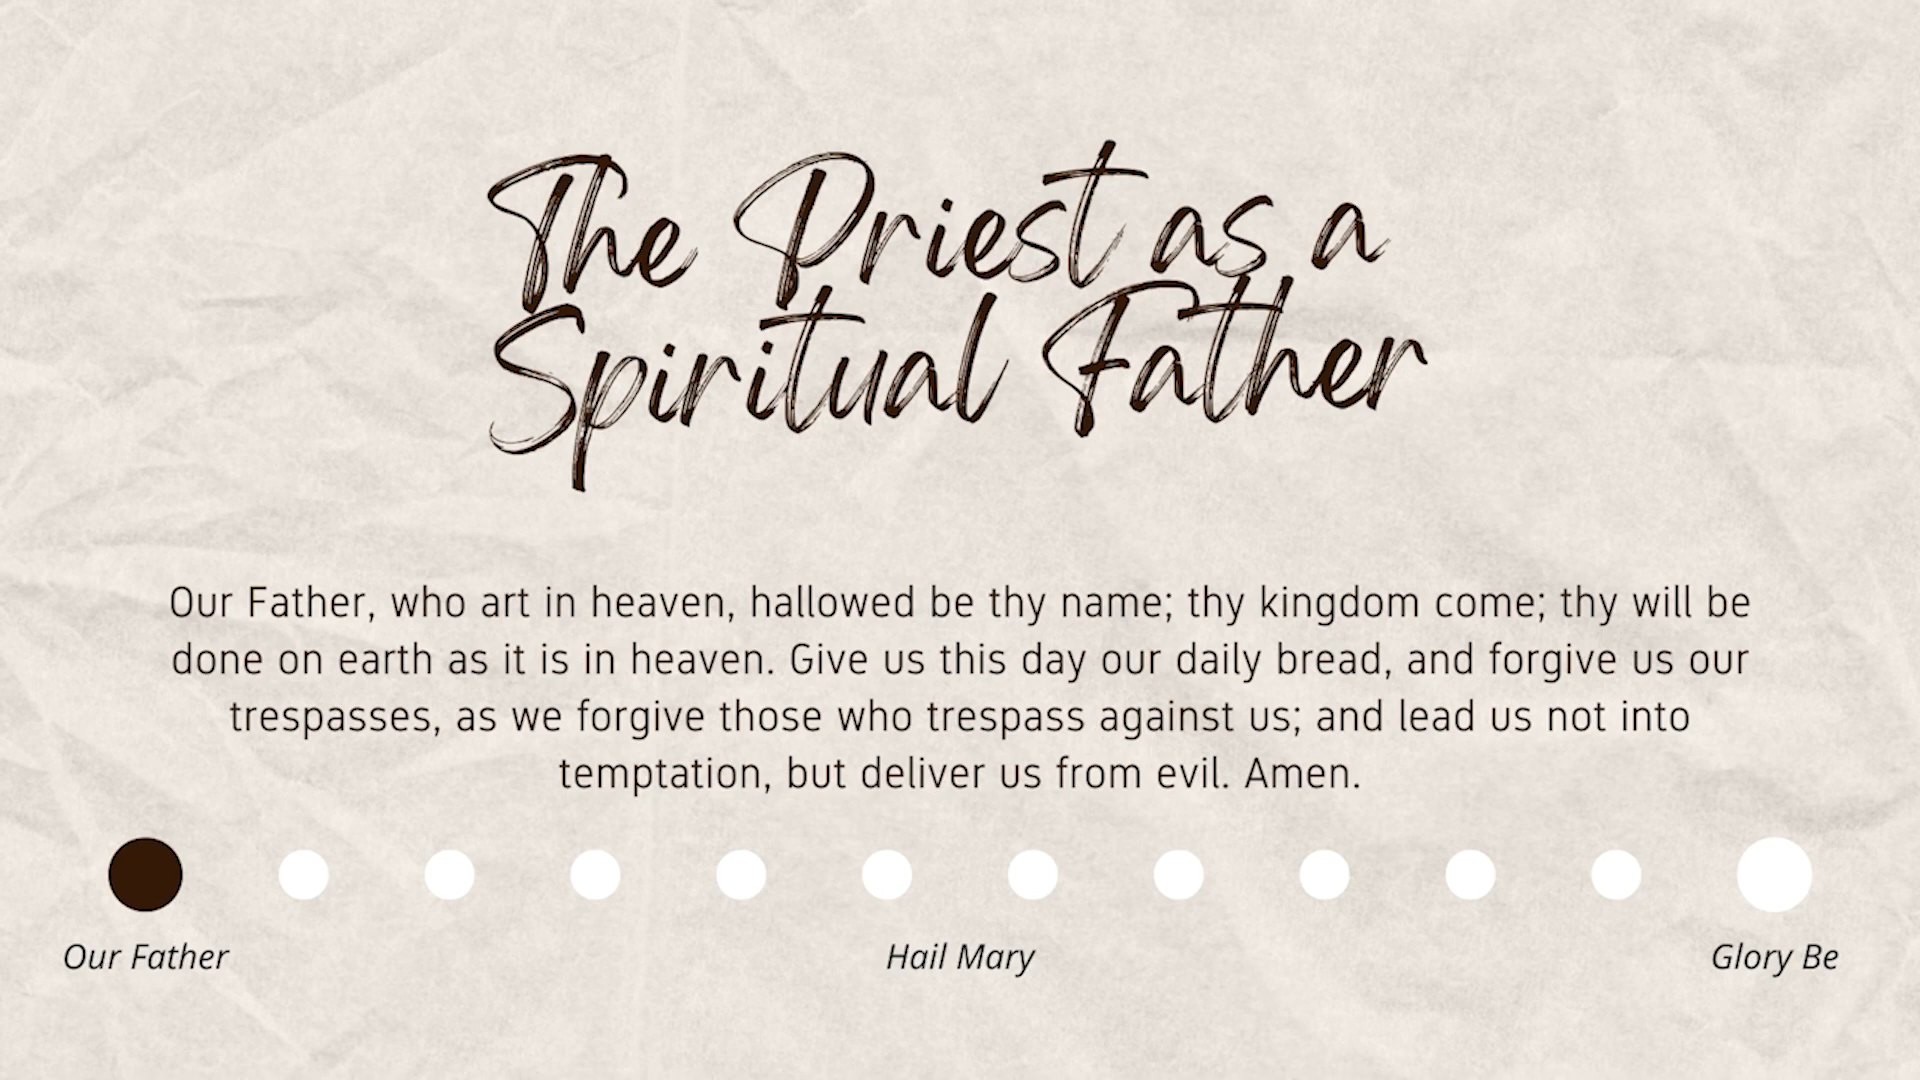 The Priest as a
Spiritual Father
Our Father, who art in heaven, hallowed be thy name; thy kingdom come; thy will be
done on earth as it is in heaven. Give us this day our daily bread, and forgive us our
trespasses, as we forgive those who trespass against us; and lead us not into
temptation, but deliver us from evil. Amen.
Our Father
Hail Mary
Glory Be